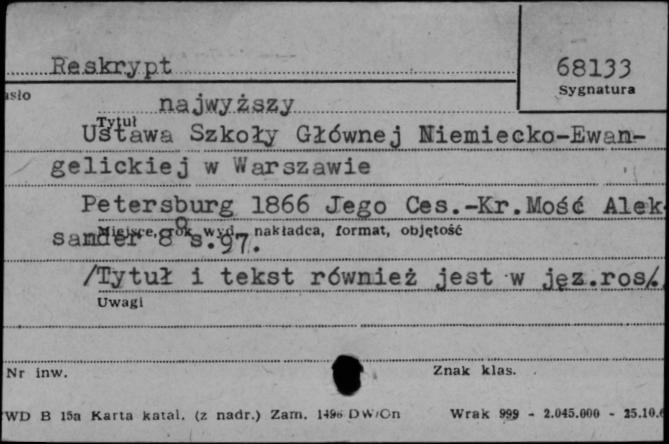 Reskrypt
68133
Sygnatura
asło
najwyższy
Tytuł
Ustawa Szkoły Głównej Niemiecko-Ewan-
gelickiej w Warszawie
Petersburg 1866 Jego Ces.-Kr.Mość Alek-
sander 8° s.97.
Miejsce, rok wyd., nakładca, format, objętość
/Tytuł i tekst również jest w jęz.ros/.
Uwagi
Nr inw.
Znak klas.
WD B 15a Karta katal. (z nadr.) Zam. DW/On Wrak 999 - 2.045.000 - 25.10.6